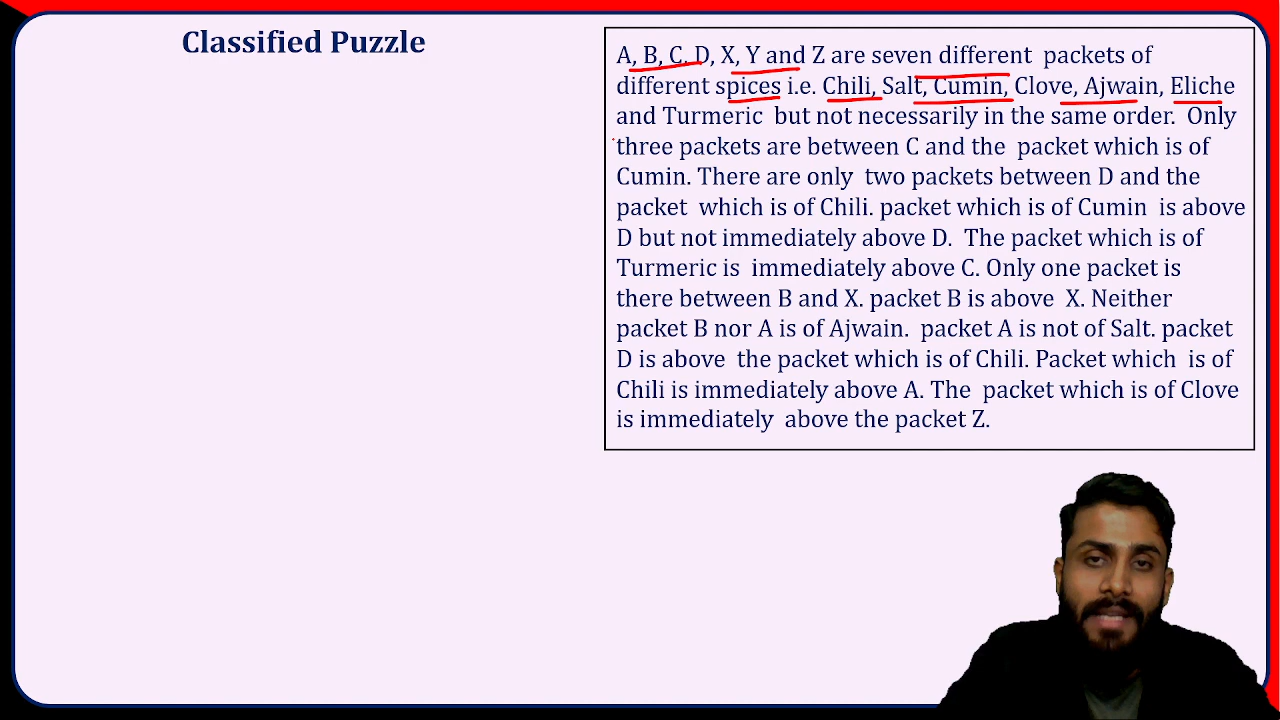 Classified Puzzle
A, B, C, D, X, Y and Z are seven different packets of
different spices i.e. Chili, Salt, Cumin, Clove, Ajwain, Eliche
and Turmeric but not necessarily in the same order. Only
three packets are between C and the packet which is of
Cumin. There are only two packets between D and the
packet which is of Chili. packet which is of Cumin is above
D but not immediately above D. The packet which is of
Turmeric is immediately above C. Only one packet is
there between B and X. packet B is above X. Neither
packet B nor A is of Ajwain. packet A is not of Salt. packet
D is above the packet which is of Chili. Packet which is of
Chili is immediately above A. The packet which is of Clove
is immediately above the packet Z.